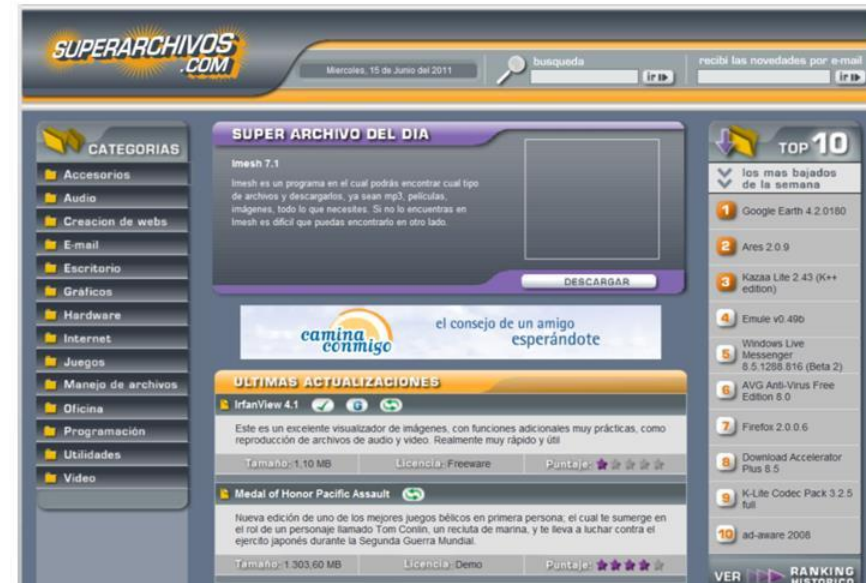 SUPERARCHIVOS
.COM
Miercoles, 15 de Junio del 2011
busqueda
ir
recibi las novedades por e-mail
ir
CATEGORIAS
Accesorios
Audio
Creacion de webs
E-mail
Escritorio
Gráficos
Hardware
Internet
Juegos
Manejo de archivos
Oficina
Programación
Utilidades
Video
SUPER ARCHIVO DEL DIA
Imesh 7.1
Imesh es un programa en el cual podrás encontrar cual tipo
de archivos y descargarlos, ya sean mp3, películas,
imágenes, todo lo que necesites. Si no lo encuentras en
Imesh es difícil que puedas encontrarlo en otro lado.
DESCARGAR
camina
conmigo
el consejo de un amigo
esperándote
ULTIMAS ACTUALIZACIONES
IrfanView 4.1
Este es un excelente visualizador de imágenes, con funciones adicionales muy prácticas, como
reproducción de archivos de audio y video. Realmente muy rápido y útil
Tamaño: 1.10 MB Licencia: Freeware Puntaje:
Medal of Honor Pacific Assault
Nueva edición de uno de los mejores juegos bélicos en primera persona; el cual te sumerge en
el rol de un personaje llamado Tom Conlin, un recluta de marina, y te lleva a luchar contra el
ejercito japonés durante la Segunda Guerra Mundial.
Tamaño: 1.303,60 MB Licencia: Demo Puntaje:
TOP 10
los mas bajados
de la semana
1 Google Earth 4.2.0180
2 Ares 2.0.9
3 Kazaa Lite 2.43 (K++
edition)
4 Emule v0.49b
5 Windows Live
Messenger
8.5.1288.816 (Beta 2)
6 AVG Anti-Virus Free
Edition 8.0
7 Firefox 2.0.0.6
8 Download Accelerator
Plus 8.5
9 K-Lite Codec Pack 3.2.5
full
10 ad-aware 2008
VER RANKING
HISTORICO